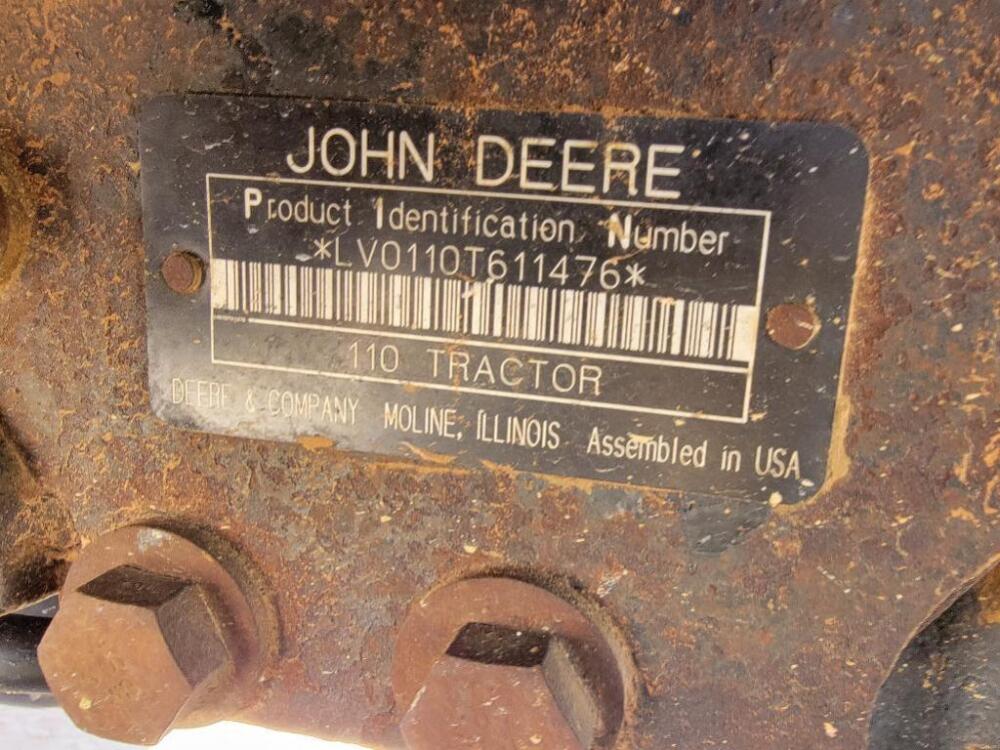 JOHN DEERE
Product Identification Number
*LV0110T611476*
110 TRACTOR
DEERE & COMPANY MOLINE, ILLINOIS Assembled in USA